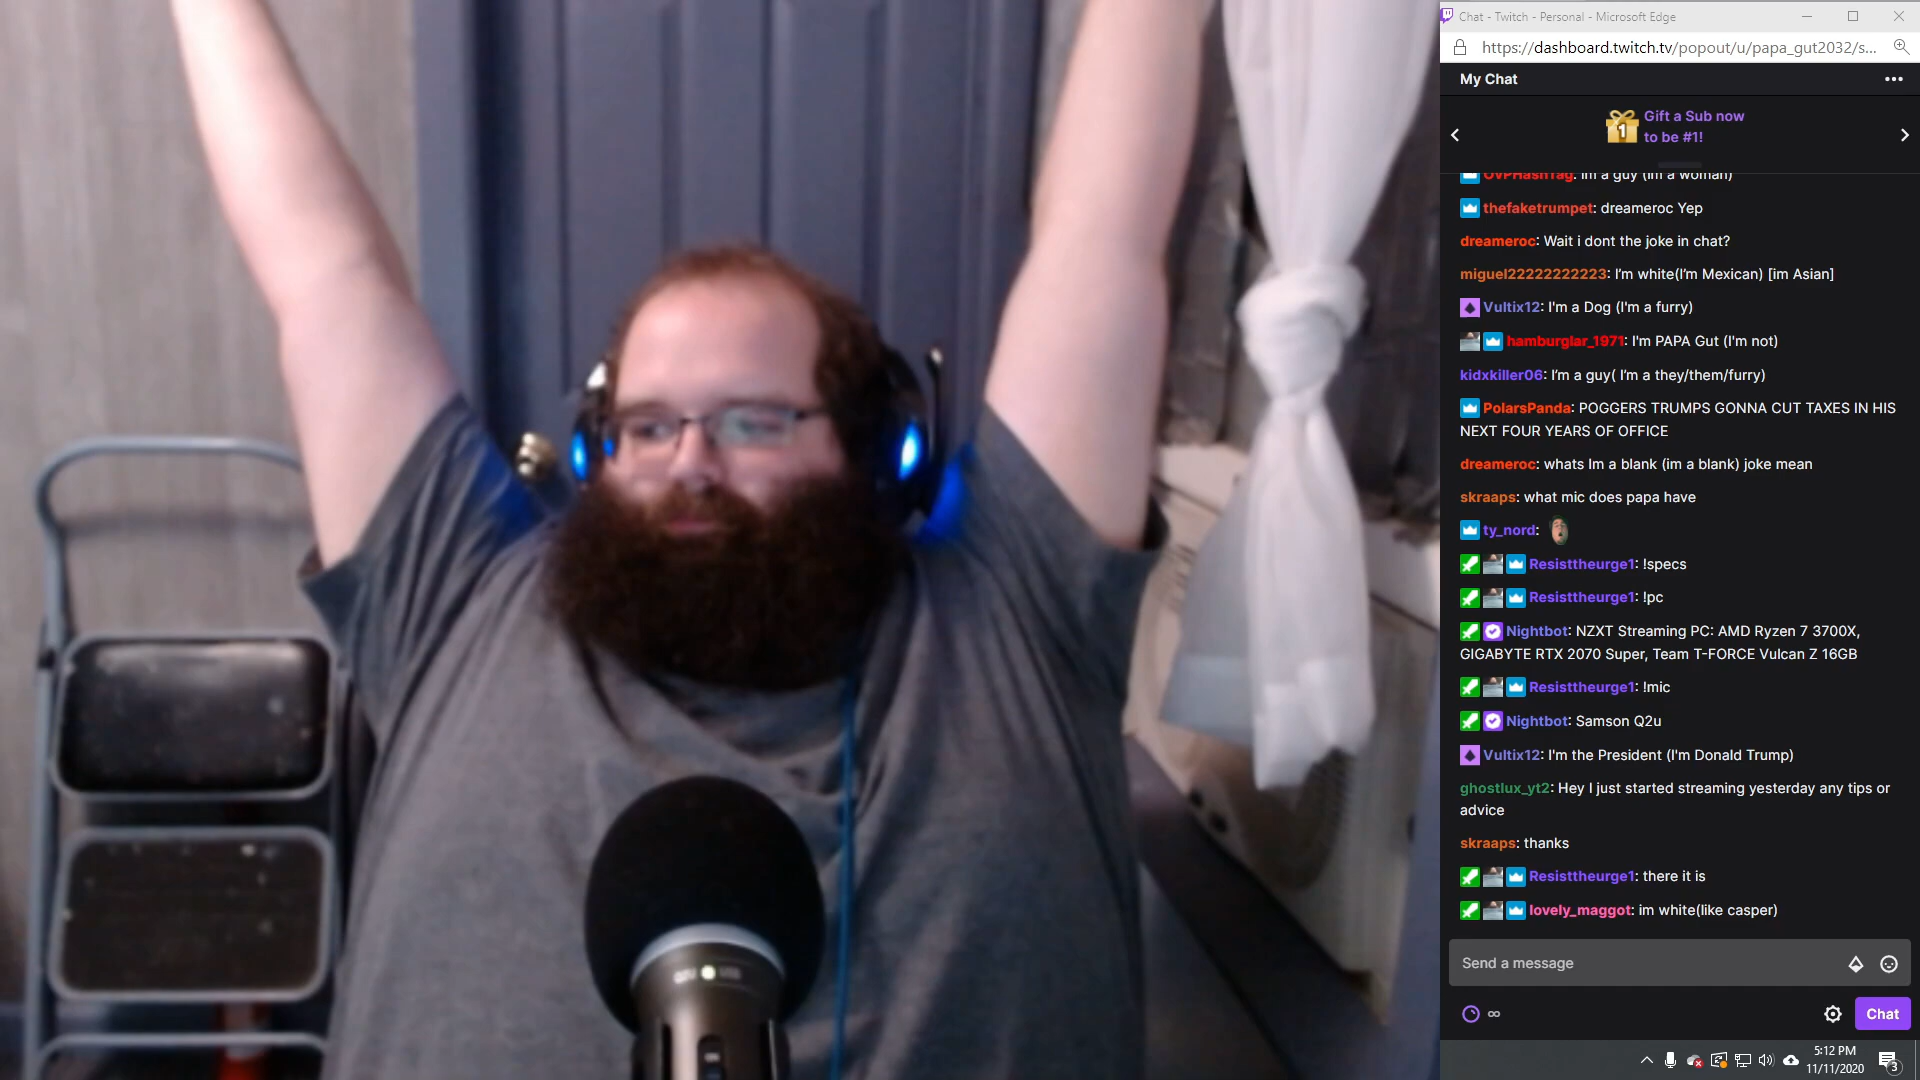 Chat - Twitch - Personal - Microsoft Edge
https://dashboard.twitch.tv/popout/u/papa_gut2032/s...
My Chat
1
Gift a Sub now
to be #1!
OVPHashTag: im a guy (im a woman)
thefaketrumpet: dreameroc Yep
dreameroc: Wait i dont the joke in chat?
miguel22222222223: I'm white(I'm Mexican) [im Asian]
Vultix12: I'm a Dog (I'm a furry)
hamburglar_1971: I'm PAPA Gut (I'm not)
kidxkiller06: I'm a guy( I'm a they/them/furry)
PolarsPanda: POGGERS TRUMPS GONNA CUT TAXES IN HIS
NEXT FOUR YEARS OF OFFICE
dreameroc: whats Im a blank (im a blank) joke mean
skraaps: what mic does papa have
ty_nord:
Resisttheurge1: !specs
Resisttheurge1: !pc
Nightbot: NZXT Streaming PC: AMD Ryzen 7 3700X,
GIGABYTE RTX 2070 Super, Team T-FORCE Vulcan Z 16GB
Resisttheurge1: !mic
Nightbot: Samson Q2u
Vultix12: I'm the President (I'm Donald Trump)
ghostlux_yt2: Hey I just started streaming yesterday any tips or
advice
skraaps: thanks
Resisttheurge1: there it is
lovely_maggot: im white(like casper)
Send a message
∞
Chat
5:12 PM
11/11/2020
3